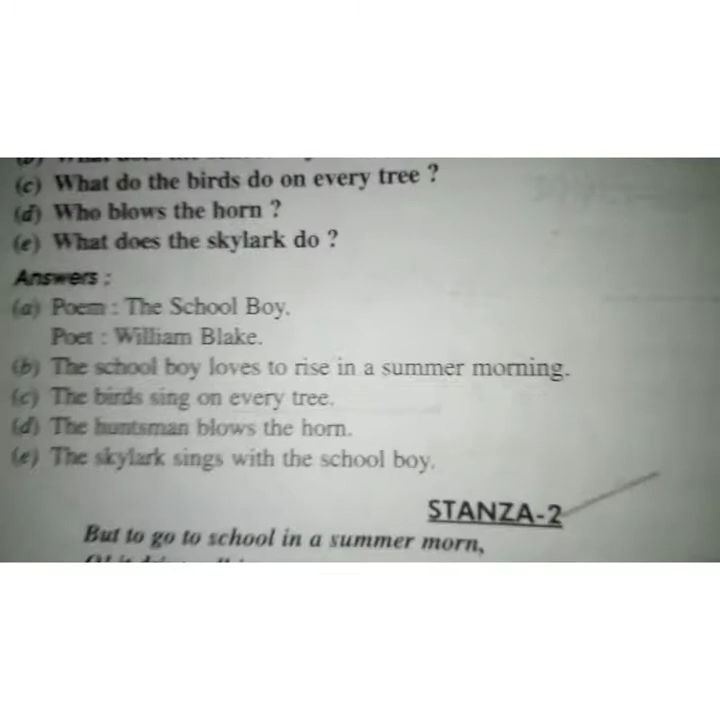 (c) What do the birds do on every tree ?
(d) Who blows the horn ?
(e) What does the skylark do ?
Answers :
(a) Poem : The School Boy.
Poet : William Blake.
(b) The school boy loves to rise in a summer morning.
(c) The birds sing on every tree.
(d) The huntsman blows the horn.
(e) The skylark sings with the school boy.
STANZA-2
But to go to school in a summer morn,